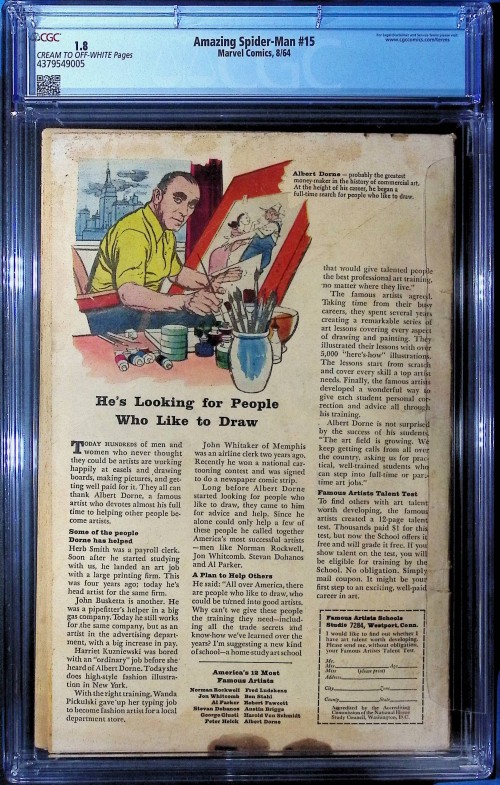 CGC
1.8
CREAM TO OFF-WHITE Pages
4379549005
Amazing Spider-Man #15
Marvel Comics, 8/64
www.cgccomics.com/terms
Albert Dorne — probably the greatest
money-maker in the history of commercial art.
At the height of his career, he began a
full-time search for people who like to draw.
He's Looking for People
Who Like to Draw
TODAY HUNDREDS of men and
women who never thought
they could be artists are working
happily at easels and drawing
boards, making pictures, and get-
ting well paid for it. They all can
thank Albert Dorne, a famous
artist who devotes almost his full
time to helping other people be-
come artists.
Some of the people
Dorne has helped
Herb Smith was a payroll clerk.
Soon after he started studying
with us, he landed an art job
with a large printing firm. This
was four years ago; today he's
head artist for the same firm.
John Busketta is another. He
was a pipefitter's helper in a big
gas company. Today he still works
for the same company, but as an
artist in the advertising depart-
ment, with a big increase in pay.
Harriet Kuzniewski was bored
with an "ordinary" job before she
heard of Albert Dorne. Today she
does high-style fashion illustra-
tion in New York.
With the right training, Wanda
Pickulski gave up her typing job
to become fashion artist for a local
department store.
John Whitaker of Memphis
was an airline clerk two years ago.
Recently he won a national car-
tooning contest and was signed
to do a newspaper comic strip.
Long before Albert Dorne
started looking for people who
like to draw, they came to him
for advice and help. Since he
alone could only help a few of
those people he called together
America's most successful artists
—men like Norman Rockwell,
Jon Whitcomb, Stevan Dohanos
and Al Parker.
A Plan to Help Others
He said: "All over America, there
are people who like to draw, who
could be turned into good artists.
Why can't we give these people
the training they need—includ-
ing all the trade secrets and
know-how we've learned over the
years? I'm suggesting a new kind
of school—a home study art school
America's 12 Most
Famous Artists
Norman Rockwell
Jon Whitcomb
Al Parker
Stevan Dohanos
George Giusti
Peter Helck
Fred Ludekens
Ben Stahl
Robert Fawcett
Austin Briggs
Harold Von Schmidt
Albert Dorne
that would give talented people
the best professional art training,
no matter where they live."
The famous artists agreed.
Taking time from their busy
careers, they spent several years
creating a remarkable series of
art lessons covering every aspect
of drawing and painting. They
illustrated their lessons with over
5,000 "here's-how" illustrations.
The lessons start from scratch
and cover every skill a top artist
needs. Finally, the famous artists
developed a wonderful way to
give each student personal cor-
rection and advice all through
his training.
Albert Dorne is not surprised
by the success of his students.
"The art field is growing. We
keep getting calls from all over
the country, asking us for prac-
tical, well-trained students who
can step into full-time or part-
time art jobs."
Famous Artists Talent Test
To find others with art talent
worth developing, the famous
artists created a 12-page talent
test. Thousands paid $1 for this
test, but now the School offers it
free and will grade it free. If you
show talent on the test, you will
be eligible for training by the
School. No obligation. Simply
mail coupon. It might be your
first step to an exciting, well-paid
career in art.
Famous Artists Schools
Studio 7284, Westport, Conn.
I would like to find out whether I
have art talent worth developing.
Please send me, without obligation,
your Famous Artists Talent Test.
Mr.
Mrs. Age
Miss (please print)
Address
City Zone
County State
Accredited by the Accrediting
Commission of the National Home
Study Council, Washington, D.C.